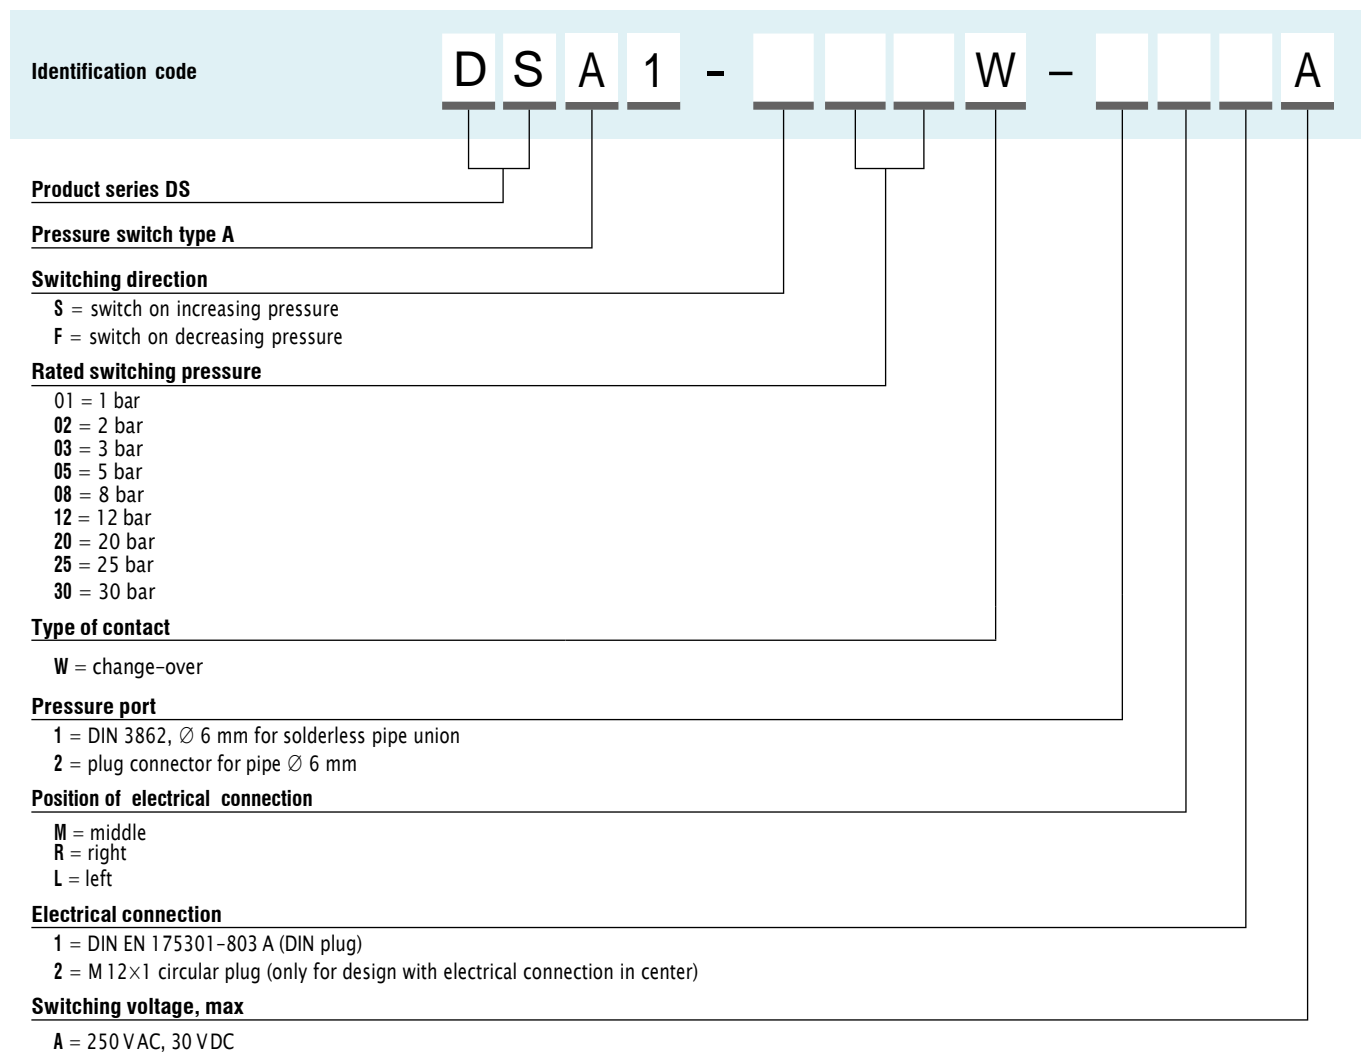 Identification code D S A 1 - W – A
Product series DS
Pressure switch type A
Switching direction
S = switch on increasing pressure
F = switch on decreasing pressure
Rated switching pressure
01 = 1 bar
02 = 2 bar
03 = 3 bar
05 = 5 bar
08 = 8 bar
12 = 12 bar
20 = 20 bar
25 = 25 bar
30 = 30 bar
Type of contact
W = change-over
Pressure port
1 = DIN 3862, ∅ 6 mm for solderless pipe union
2 = plug connector for pipe ∅ 6 mm
Position of electrical connection
M = middle
R = right
L = left
Electrical connection
1 = DIN EN 175301-803 A (DIN plug)
2 = M 12×1 circular plug (only for design with electrical connection in center)
Switching voltage, max
A = 250 V AC, 30 V DC